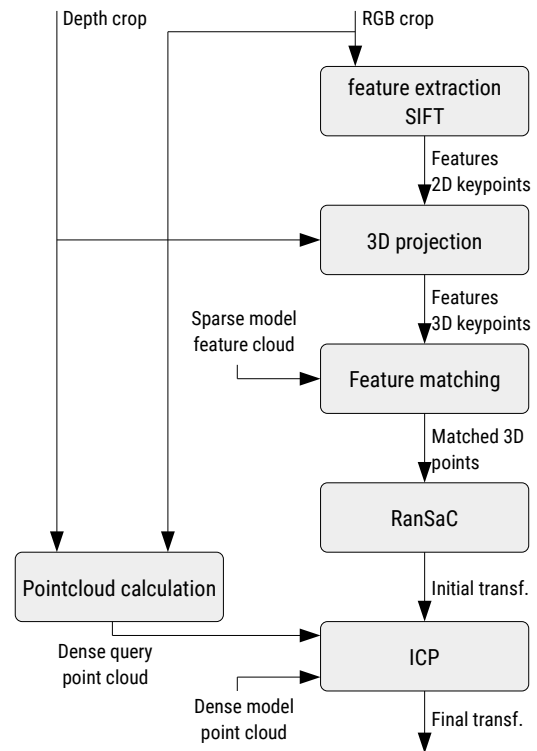 Depth crop
RGB crop
feature extraction
SIFT
Features
2D keypoints
3D projection
Features
3D keypoints
Sparse model
feature cloud
Feature matching
Matched 3D
points
RanSaC
Pointcloud calculation
Initial transf.
Dense query
point cloud
ICP
Dense model
point cloud
Final transf.